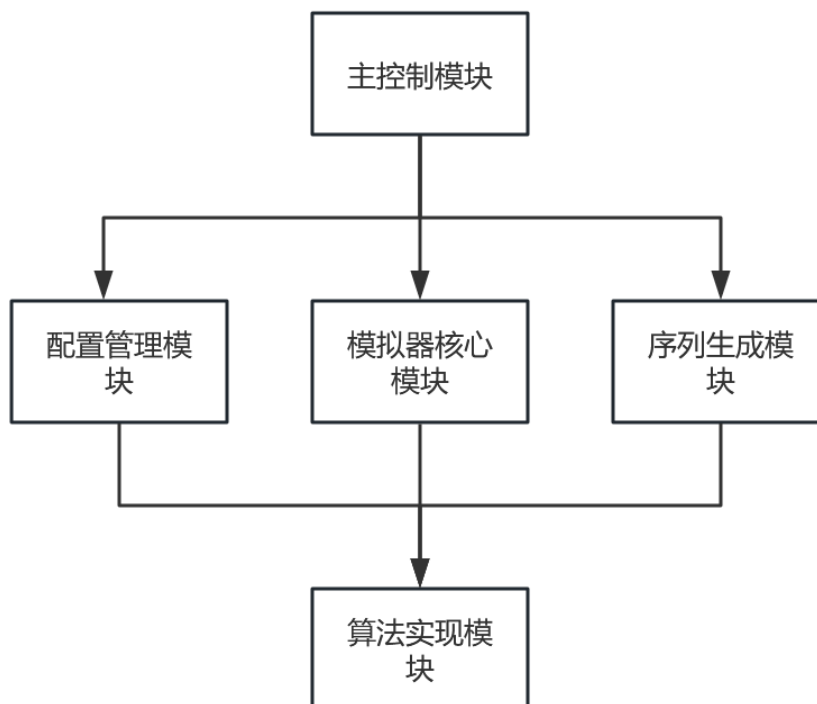 主控制模块
配置管理模
块
模拟器核心
模块
序列生成模
块
算法实现模
块